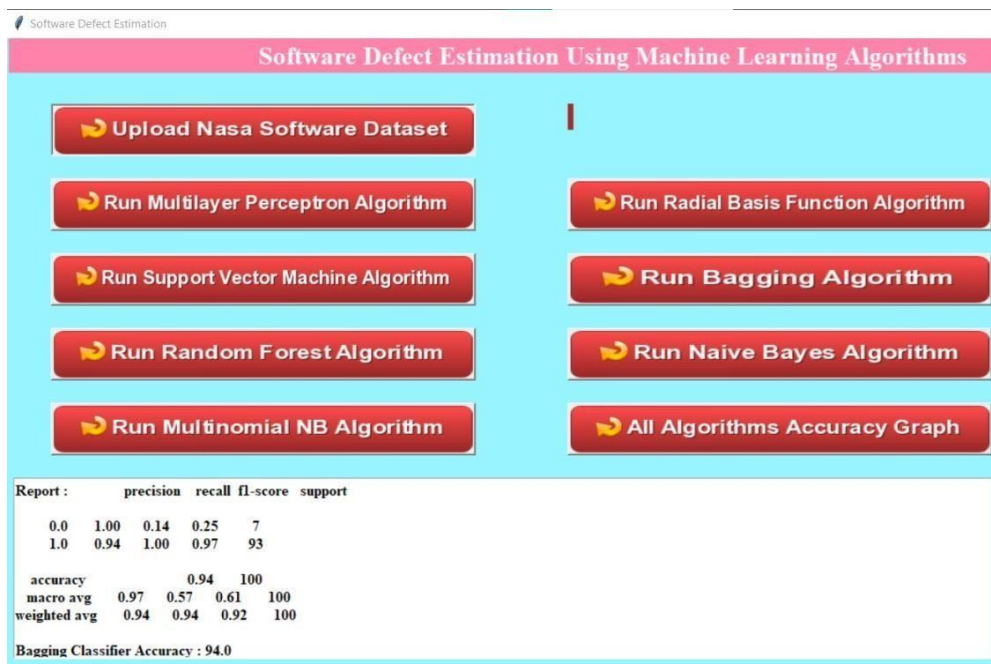 Software Defect Estimation
Software Defect Estimation Using Machine Learning Algorithms
Upload Nasa Software Dataset
Run Multilayer Perceptron Algorithm
Run Radial Basis Function Algorithm
Run Support Vector Machine Algorithm
Run Bagging Algorithm
Run Random Forest Algorithm
Run Naive Bayes Algorithm
Run Multinomial NB Algorithm
All Algorithms Accuracy Graph
Report : precision recall f1-score support
0.0 1.00 0.14 0.25 7
1.0 0.94 1.00 0.97 93
accuracy 0.94 100
macro avg 0.97 0.57 0.61 100
weighted avg 0.94 0.94 0.92 100
Bagging Classifier Accuracy : 94.0